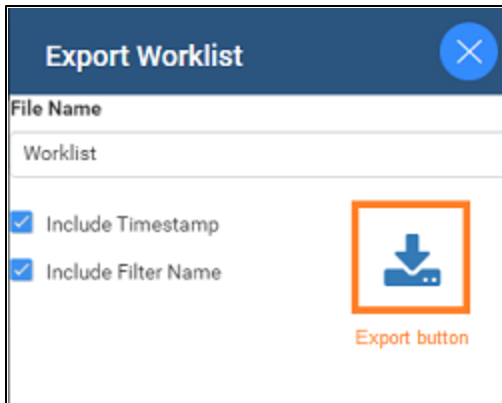 Export Worklist
File Name
Worklist
Include Timestamp
Include Filter Name
Export button